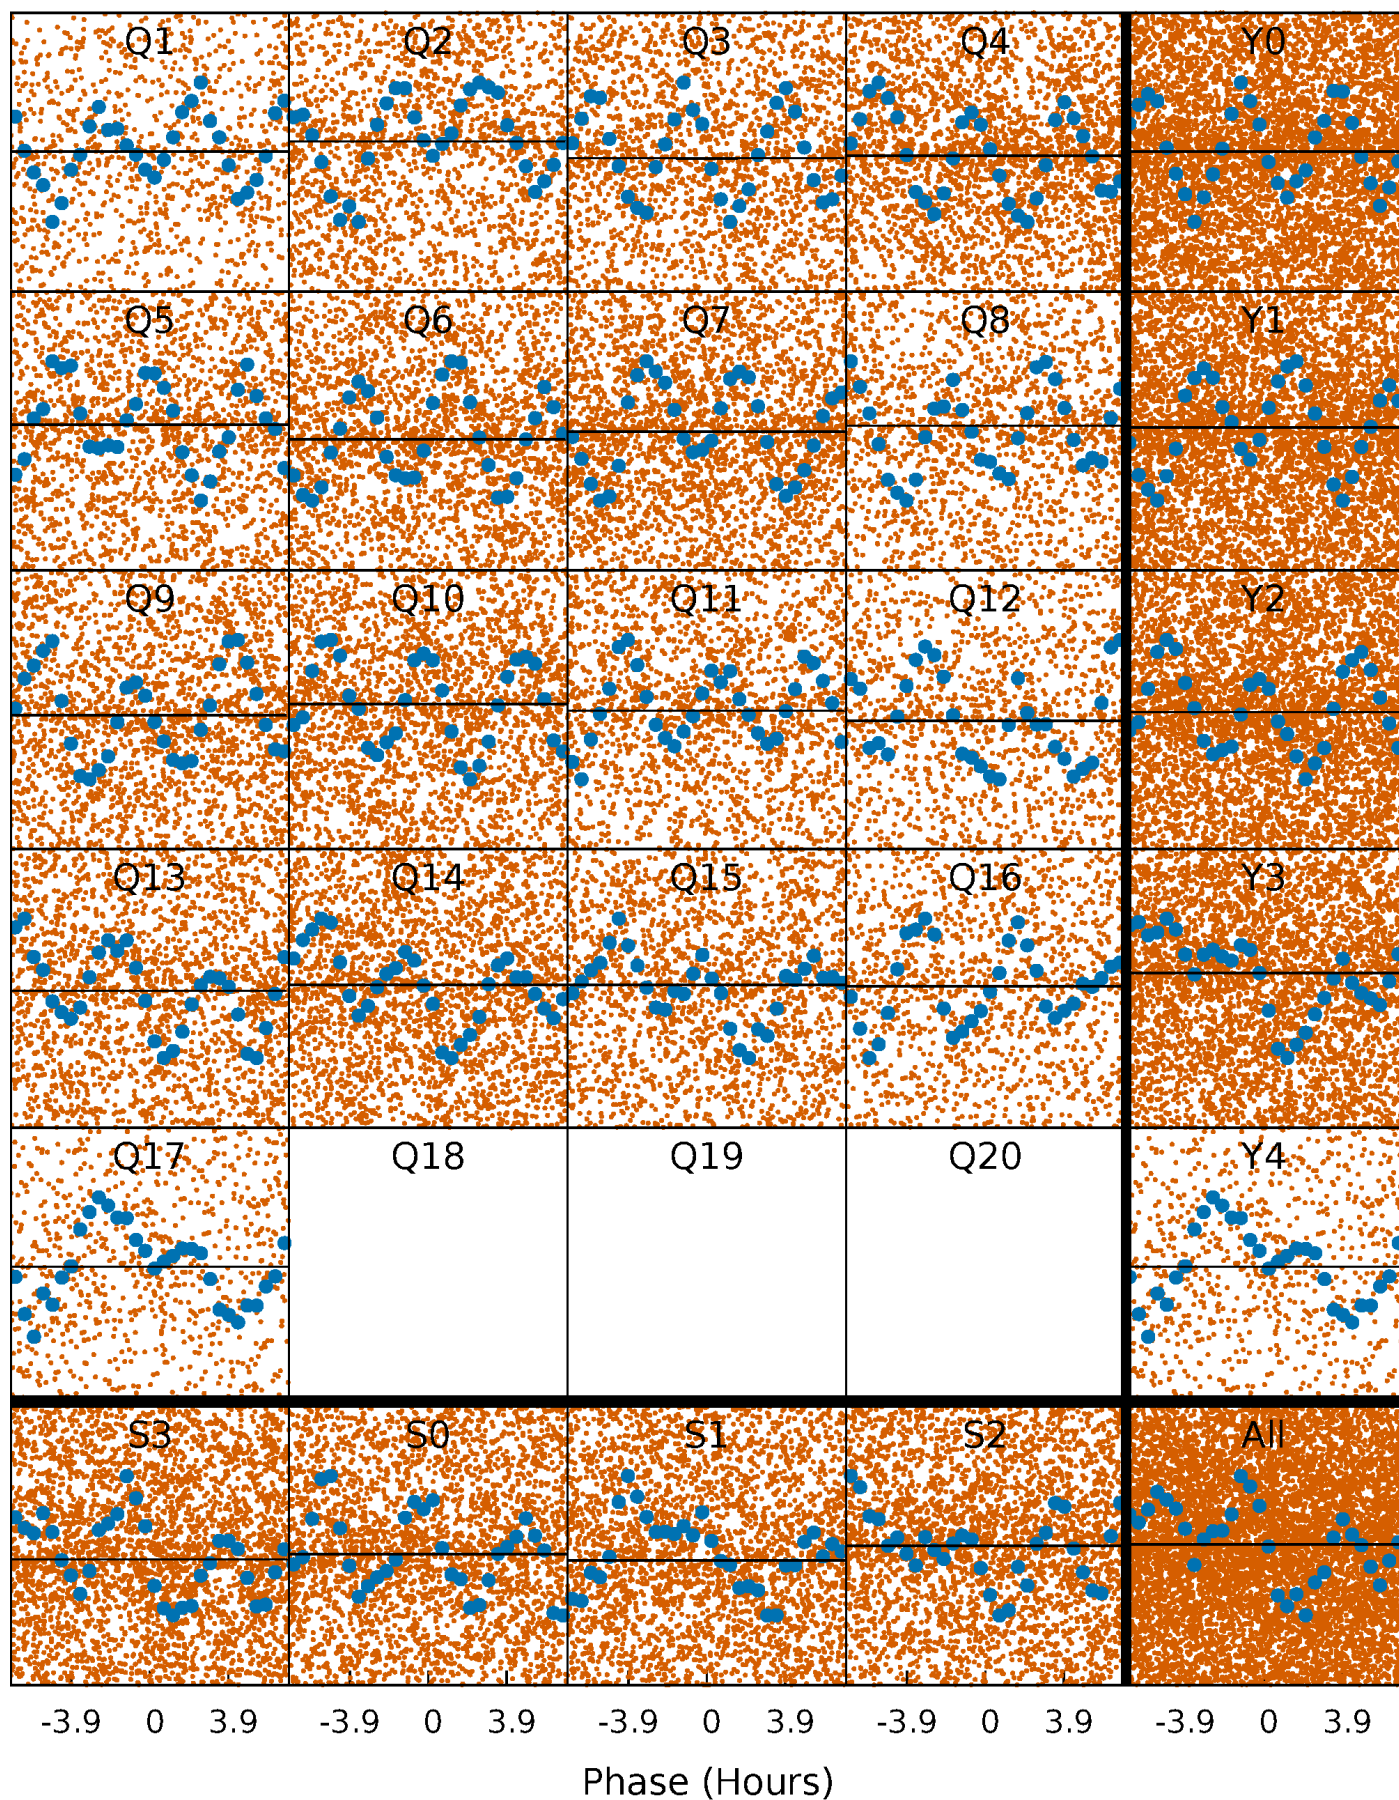 Q1 Q2 Q3 Q4 Y0
Q5 Q6 Q7 Q8 Y1
Q9 Q10 Q11 Q12 Y2
Q13 Q14 Q15 Q16 Y3
Q17 Q18 Q19 Q20 Y4
S3 S0 S1 S2 All
-3.9 0 3.9 -3.9 0 3.9 -3.9 0 3.9 -3.9 0 3.9 -3.9 0 3.9
Phase (Hours)